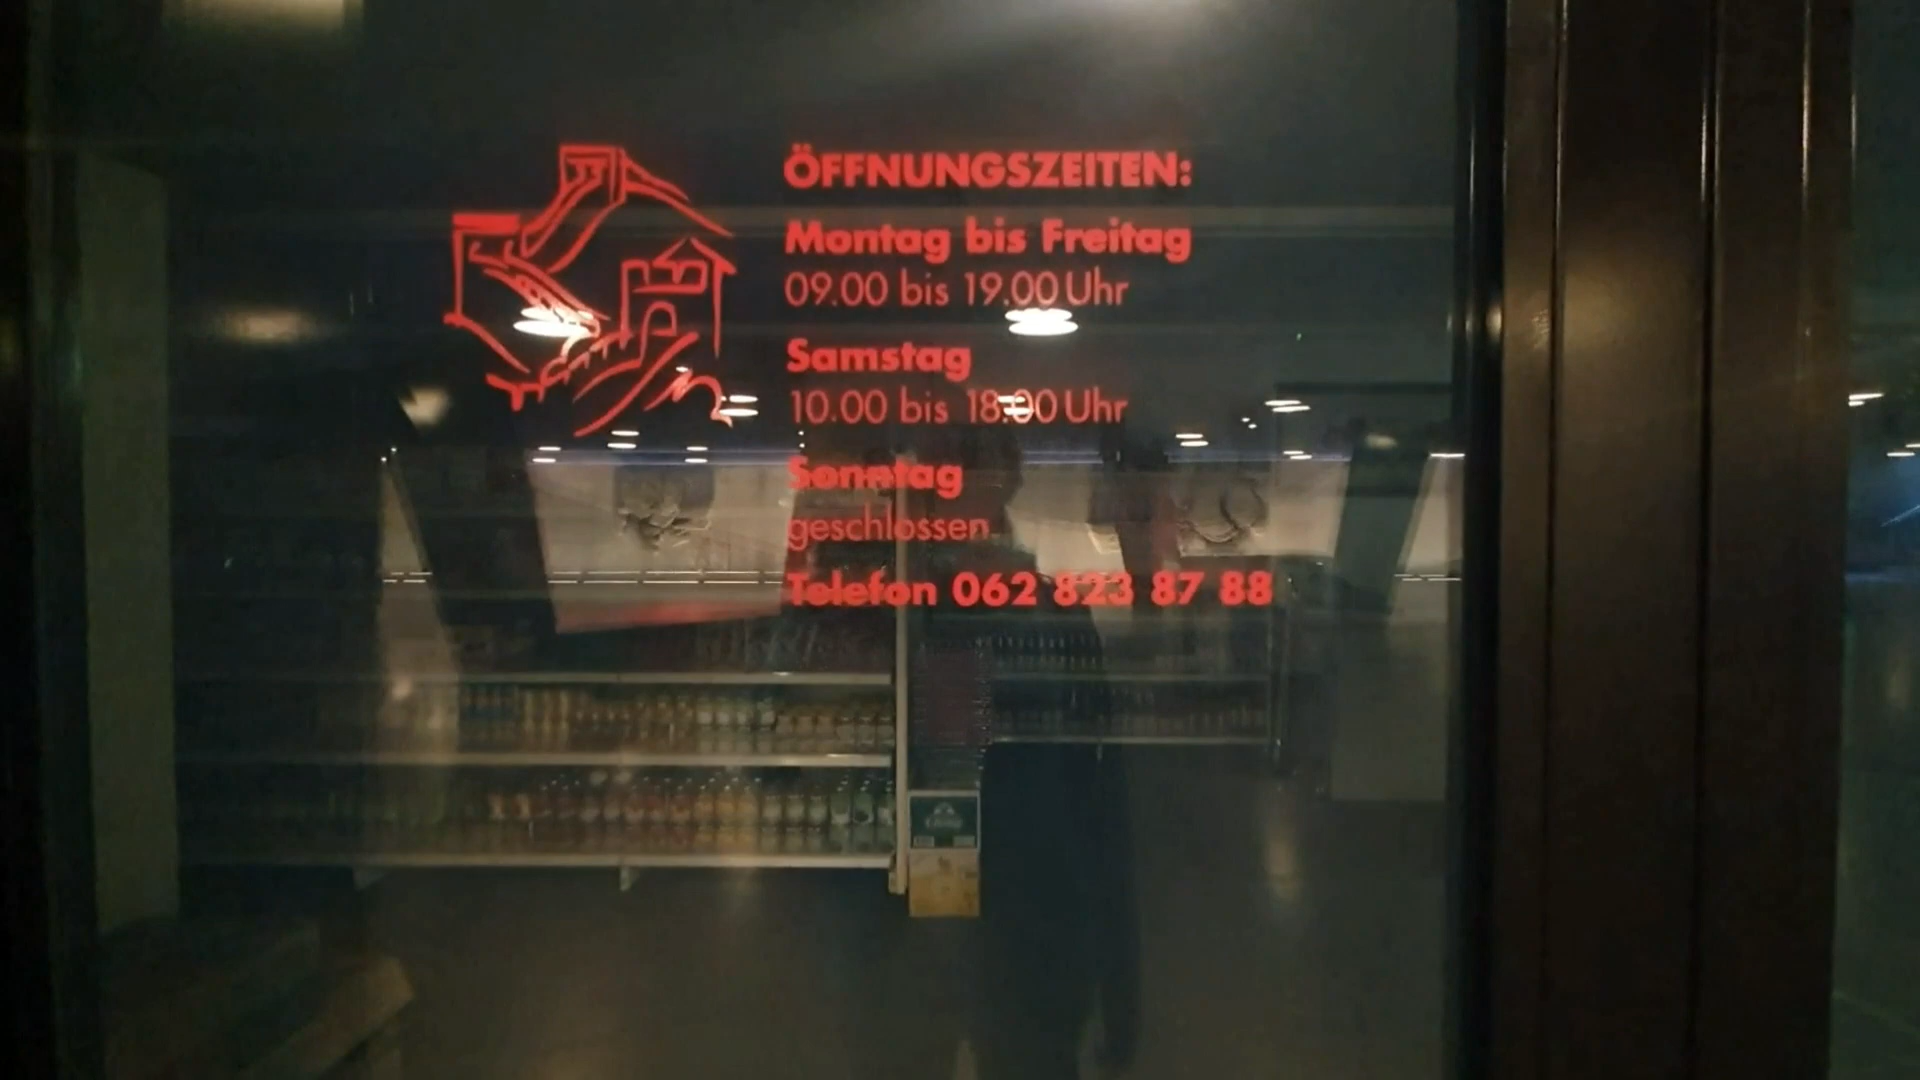 ÖFFNUNGSZEITEN:
Montag bis Freitag
09.00 bis 19.00 Uhr
Samstag
10.00 bis 18.00 Uhr
Sonntag
geschlossen
Telefon 062 823 87 88